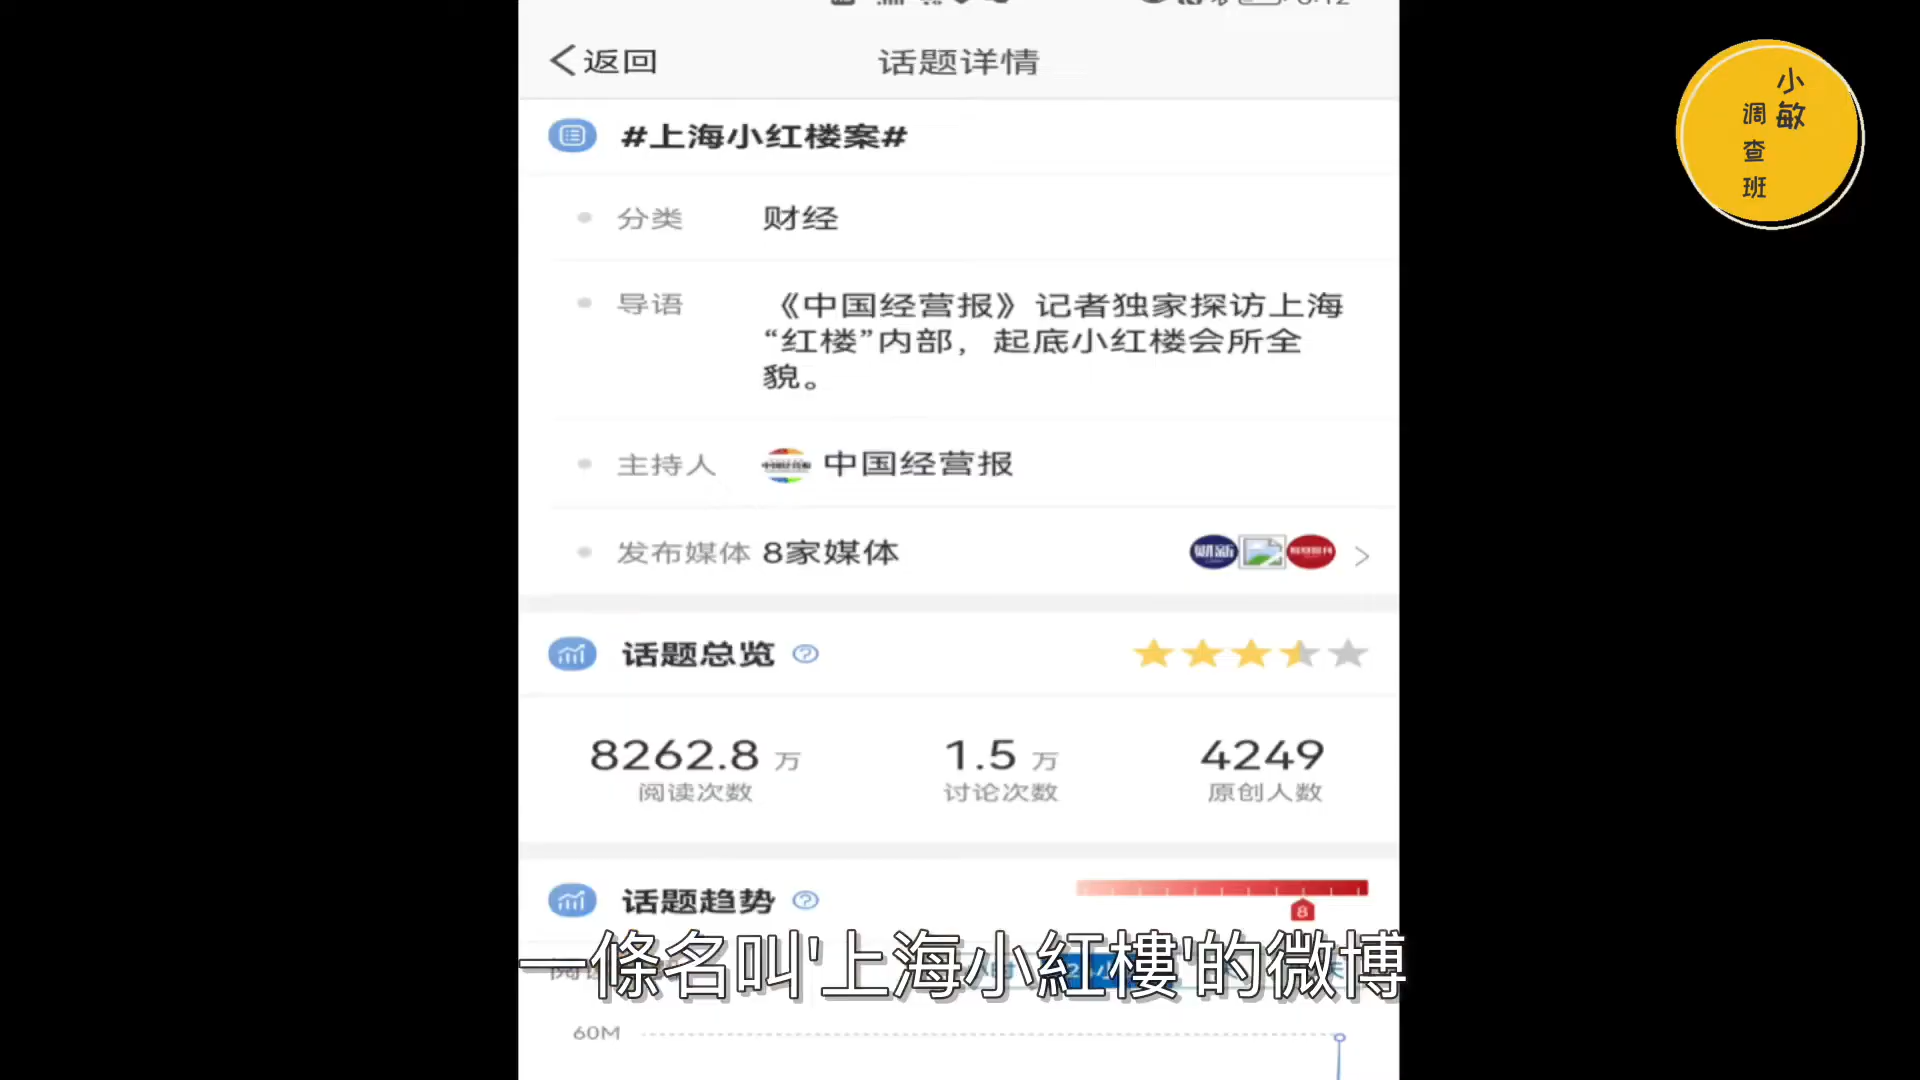 返回
话题详情
小敏
调查班
#上海小红楼案#
分类 财经
导语 《中国经营报》记者独家探访上海
“红楼”内部，起底小红楼会所全
貌。
主持人 中国经营报
发布媒体 8家媒体
财新
话题总览
8262.8万 1.5万 4249
阅读次数 讨论次数 原创人数
话题趋势
8
一條名叫'上海小紅樓'的微博
60M